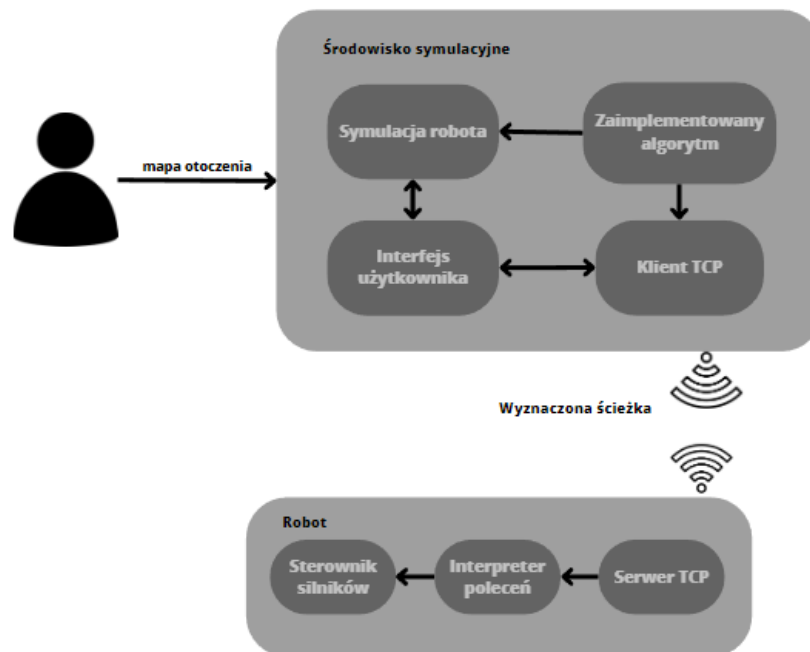 Środowisko symulacyjne
Symulacja robota
Zaimplementowany
algorytm
mapa otoczenia
Interfejs
użytkownika
Klient TCP
Wyznaczona ścieżka
Robot
Sterownik
silników
Interpreter
poleceń
Serwer TCP